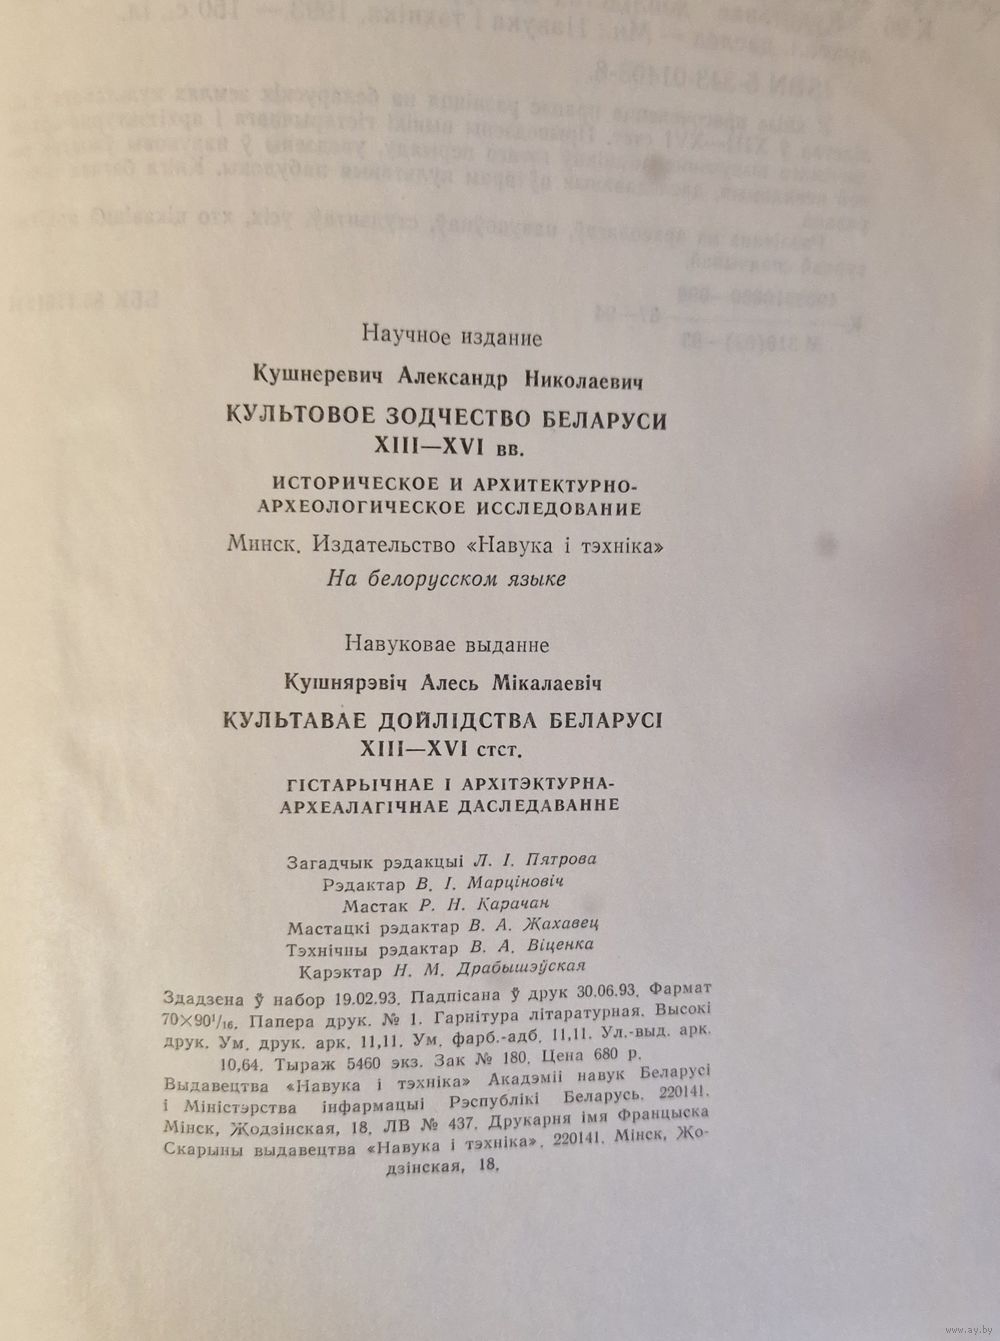 Научное издание
Кушнеревич Александр Николаевич
КУЛЬТОВОЕ ЗОДЧЕСТВО БЕЛАРУСИ
XIII—XVI вв.
ИСТОРИЧЕСКОЕ И АРХИТЕКТУРНО-
АРХЕОЛОГИЧЕСКОЕ ИССЛЕДОВАНИЕ
Минск. Издательство «Навука і тэхніка»
На белорусском языке
Навуковае выданне
Кушнярэвіч Алесь Мікалаевіч
КУЛЬТАВАЕ ДОЙЛІДСТВА БЕЛАРУСІ
XIII—XVI стст.
ГІСТАРЫЧНАЕ І АРХІТЭКТУРНА-
АРХЕАЛАГІЧНАЕ ДАСЛЕДАВАННЕ
Загадчык рэдакцыі Л. І. Пятрова
Рэдактар В. І. Марціновіч
Мастак Р. Н. Карачан
Мастацкі рэдактар В. А. Жахавец
Тэхнічны рэдактар В. А. Віценка
Карэктар Н. М. Драбышэўская
Здадзена ў набор 19.02.93. Падпісана ў друк 30.06.93. Фармат
70×90¹/₁₆. Папера друк. № 1. Гарнітура літаратурная. Высокі
друк. Ум. друк. арк. 11,11. Ум. фарб.-адб. 11,11. Ул.-выд. арк.
10,64. Тыраж 5460 экз. Зак № 180. Цена 680 р.
Выдавецтва «Навука і тэхніка» Акадэміі навук Беларусі
і Міністэрства інфармацыі Рэспублікі Беларусь. 220141.
Мінск, Жодзінская, 18. ЛВ № 437. Друкарня імя Францыска
Скарыны выдавецтва «Навука і тэхніка». 220141. Мінск, Жо-
дзінская, 18.
www.ay.by